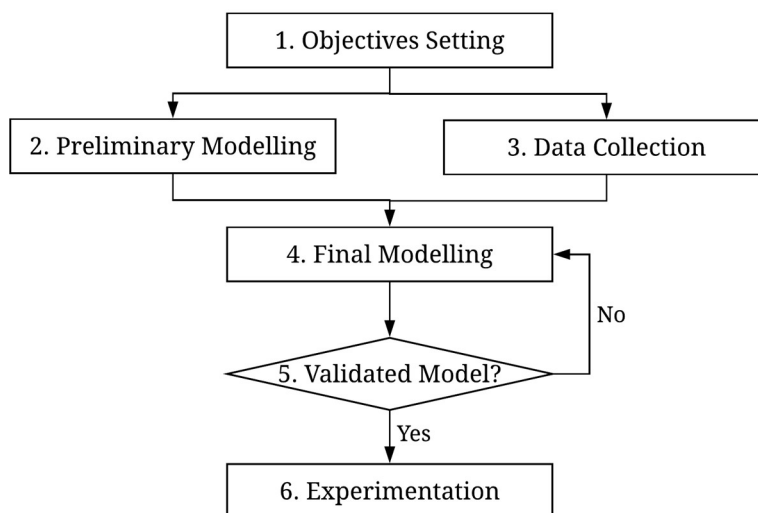 1. Objectives Setting
2. Preliminary Modelling
3. Data Collection
4. Final Modelling
No
5. Validated Model?
Yes
6. Experimentation